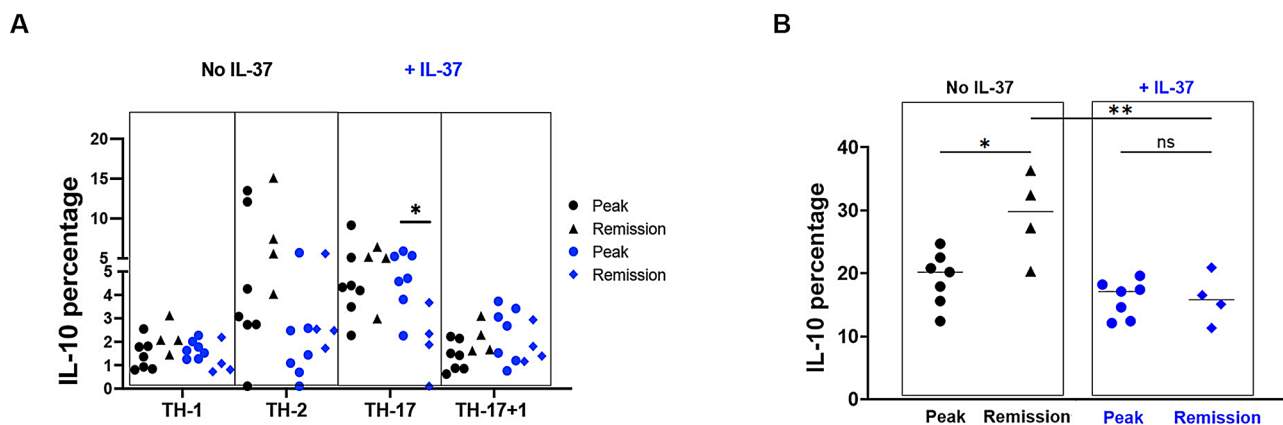 A
No IL-37
+ IL-37
IL-10 percentage
20
15
10
5
5
4
3
2
1
0
*
TH-1
TH-2
TH-17
TH-17+1
Peak
Remission
Peak
Remission
B
No IL-37
+ IL-37
IL-10 percentage
40
30
20
10
0
**
*
ns
Peak
Remission
Peak
Remission